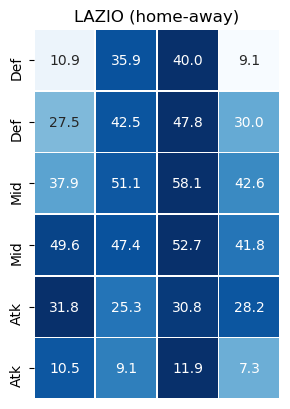 LAZIO (home-away)
Def 10.9 35.9 40.0 9.1
Def 27.5 42.5 47.8 30.0
Mid 37.9 51.1 58.1 42.6
Mid 49.6 47.4 52.7 41.8
Atk 31.8 25.3 30.8 28.2
Atk 10.5 9.1 11.9 7.3